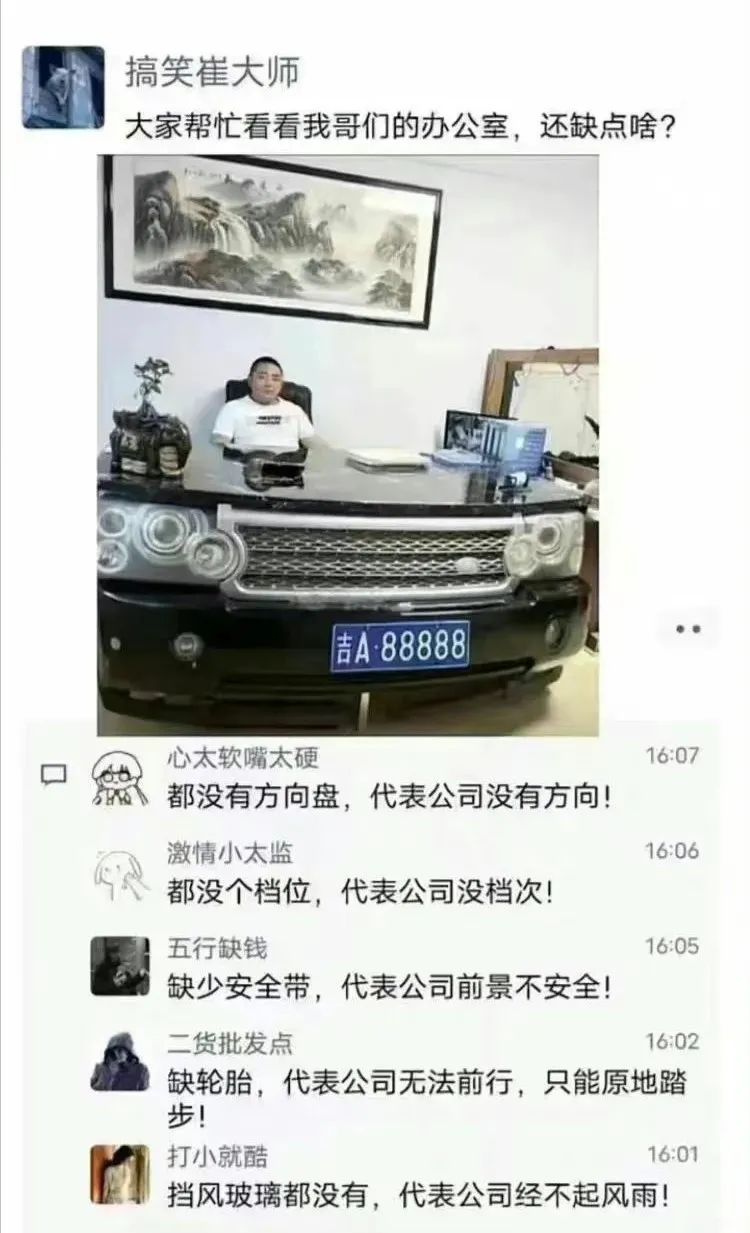 搞笑崔大师
大家帮忙看看我哥们的办公室，还缺点啥？
吉A·88888
心太软嘴太硬
16:07
都没有方向盘，代表公司没有方向！
激情小太监
16:06
都没个档位，代表公司没档次！
五行缺钱
16:05
缺少安全带，代表公司前景不安全！
二货批发点
16:02
缺轮胎，代表公司无法前行，只能原地踏
步！
打小就酷
16:01
挡风玻璃都没有，代表公司经不起风雨！